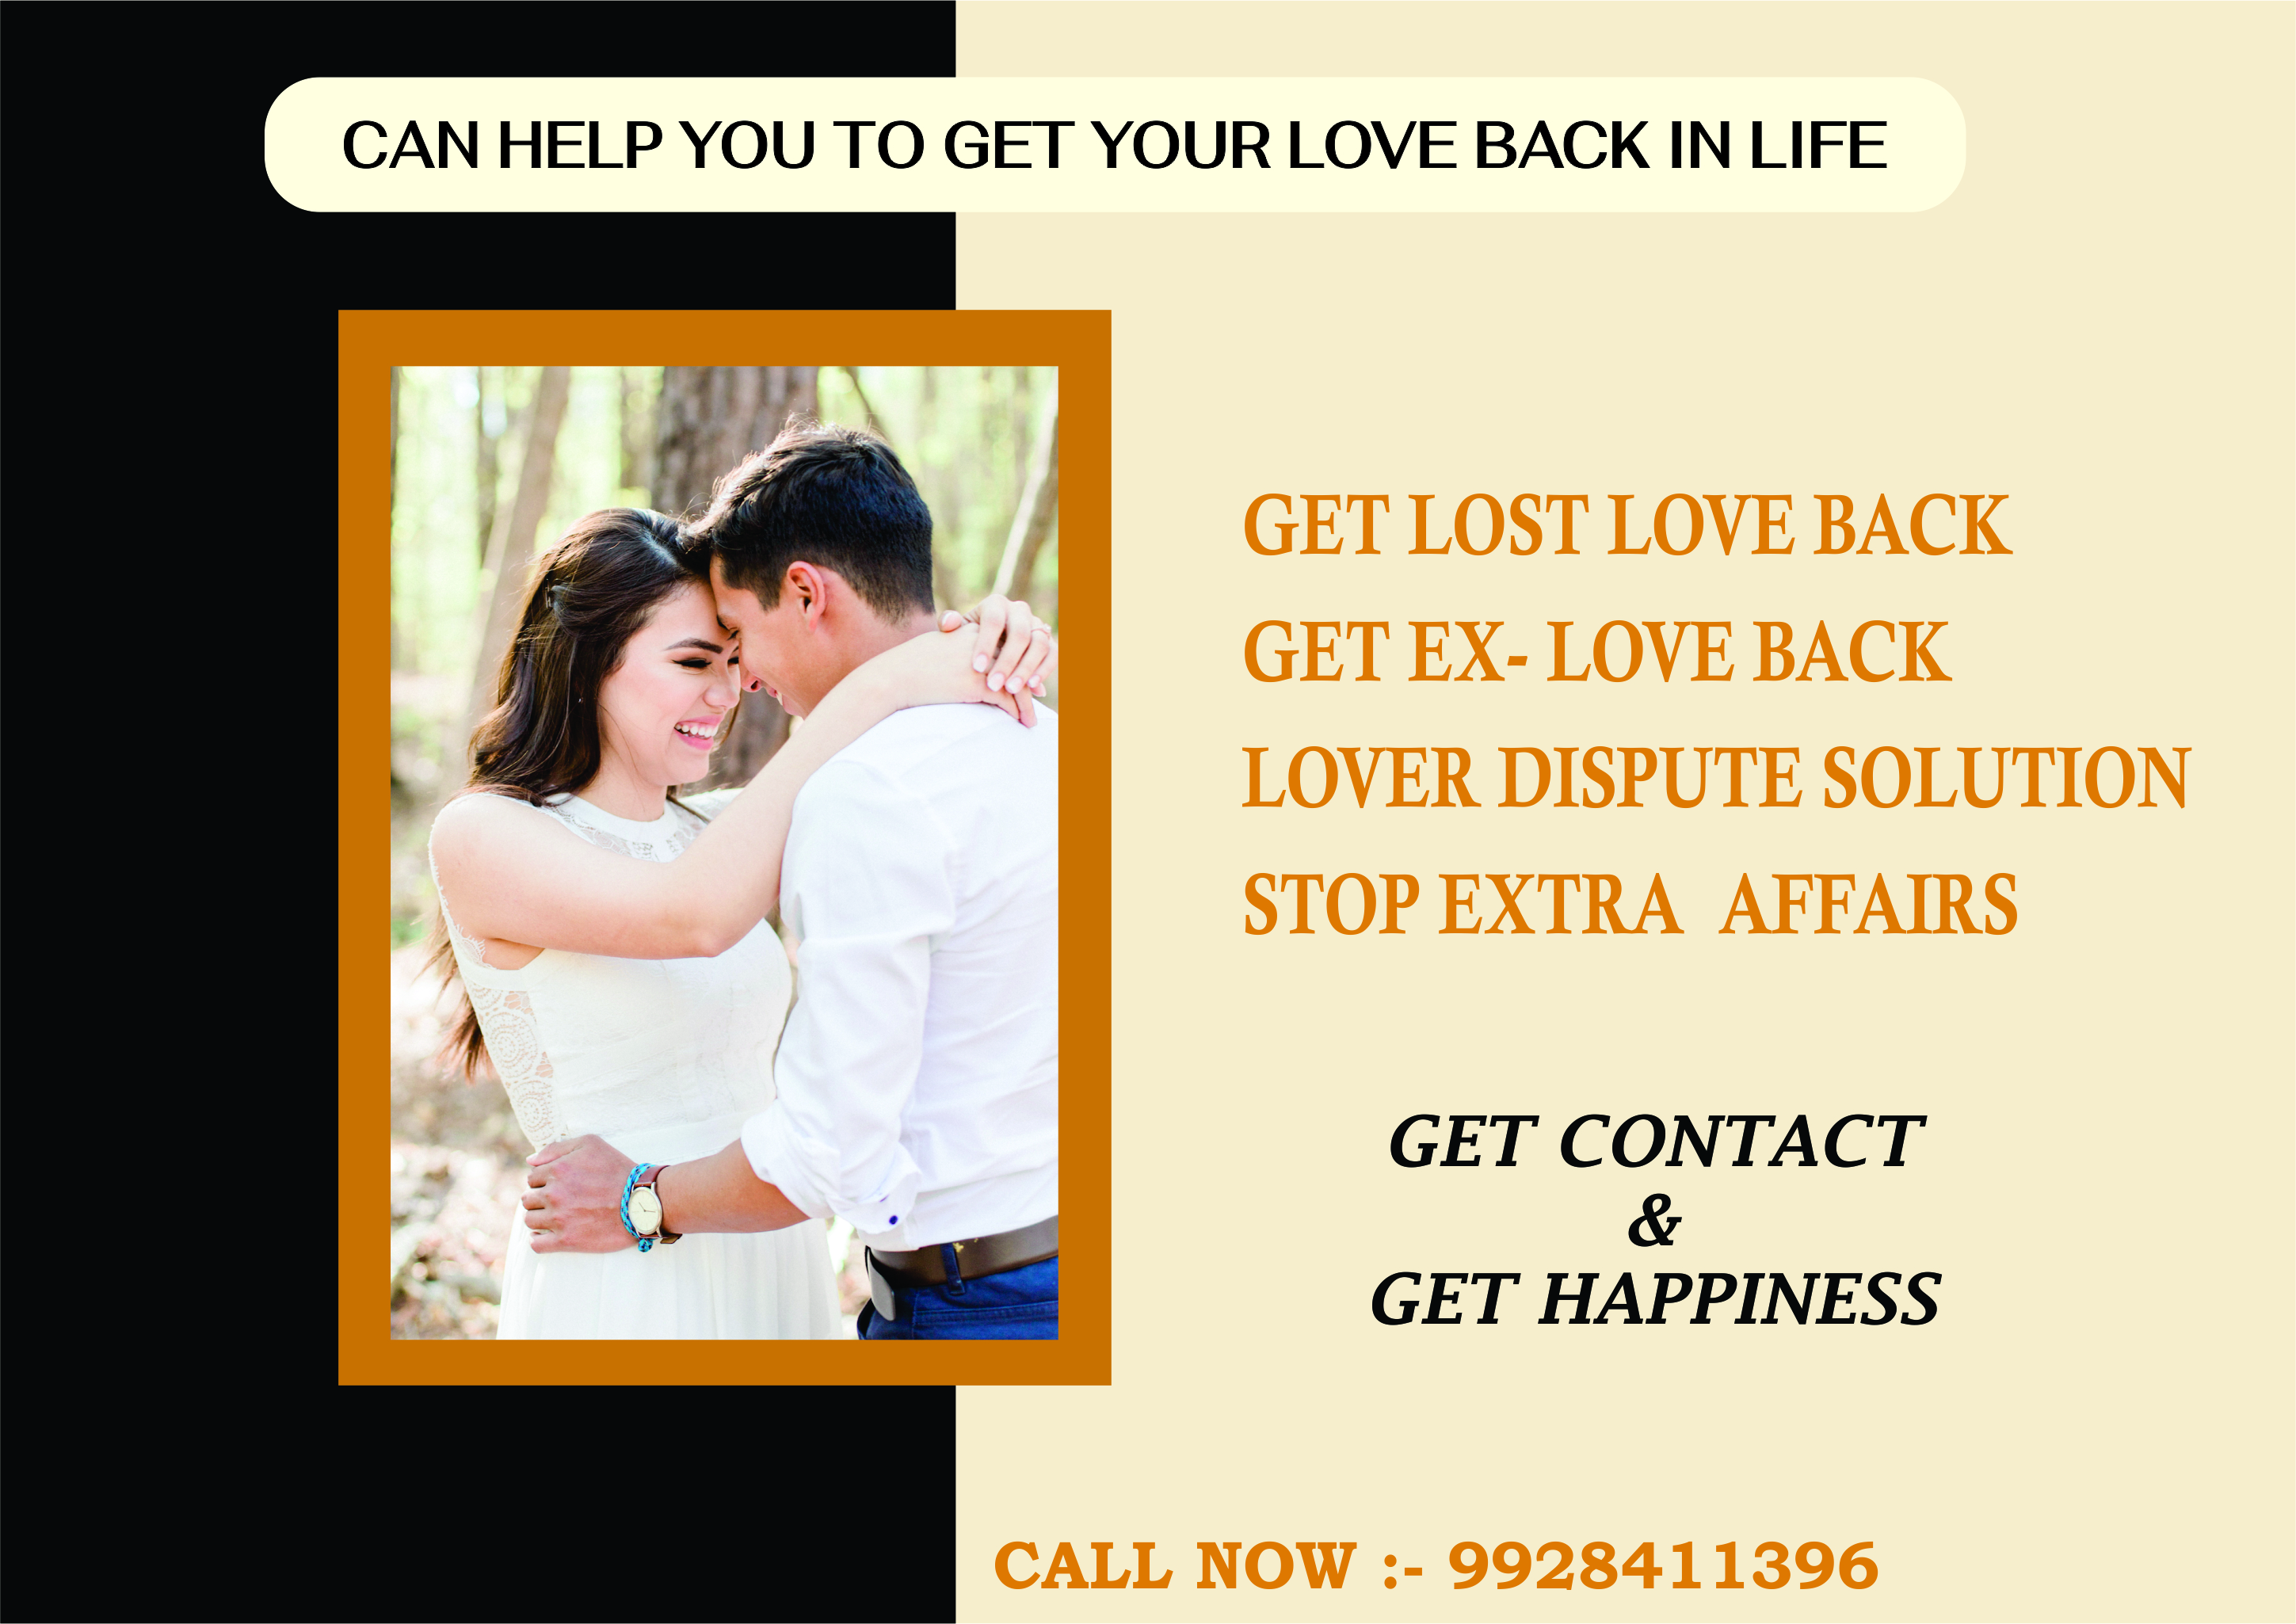 CAN HELP YOU TO GET YOUR LOVE BACK IN LIFE
GET LOST LOVE BACK
GET EX- LOVE BACK
LOVER DISPUTE SOLUTION
STOP EXTRA AFFAIRS
GET CONTACT
&
GET HAPPINESS
CALL NOW :- 9928411396